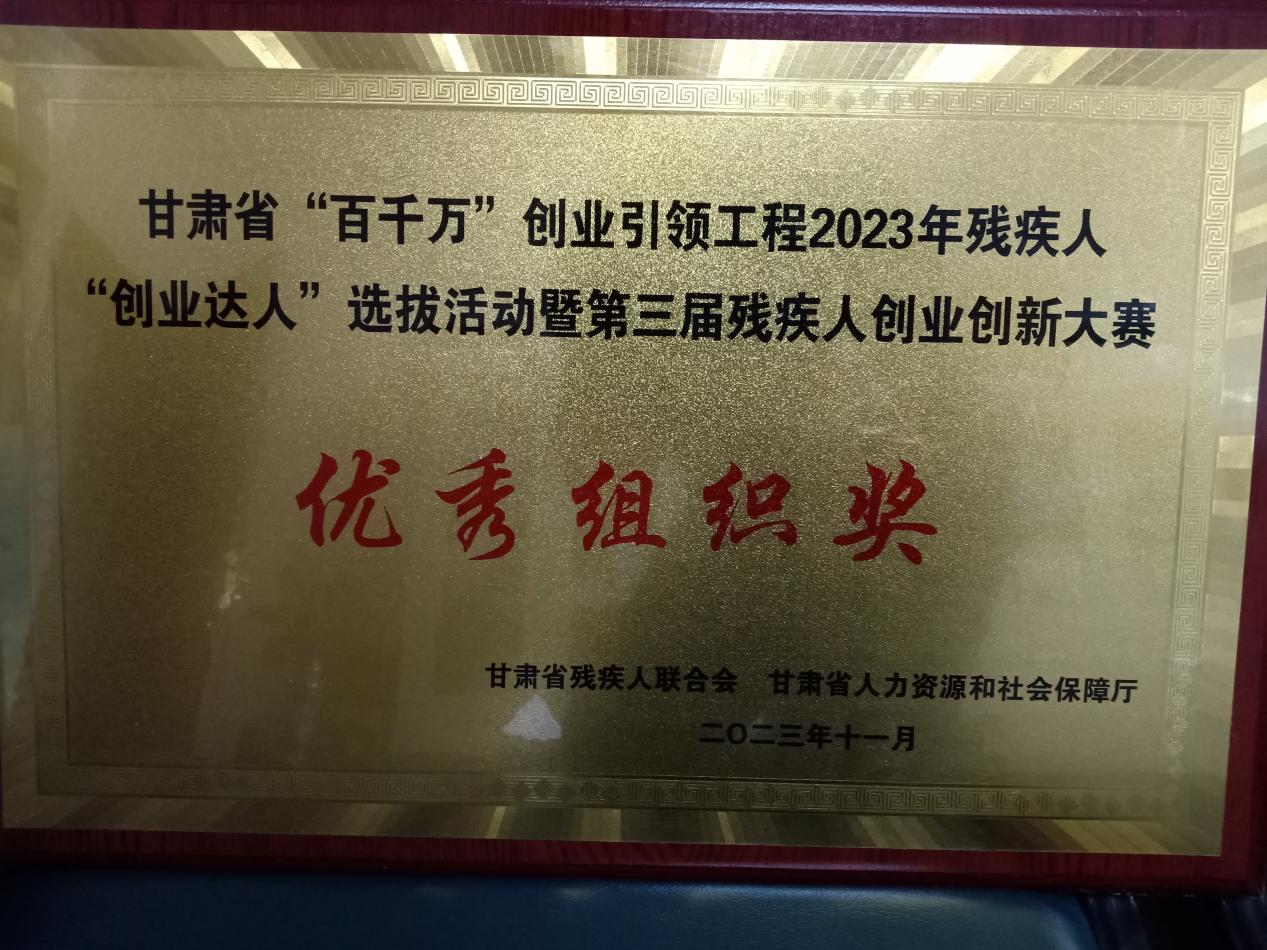 甘肃省“百千万”创业引领工程2023年残疾人
“创业达人”选拔活动暨第三届残疾人创业创新大赛
优秀组织奖
甘肃省残疾人联合会 甘肃省人力资源和社会保障厅
二〇二三年十一月